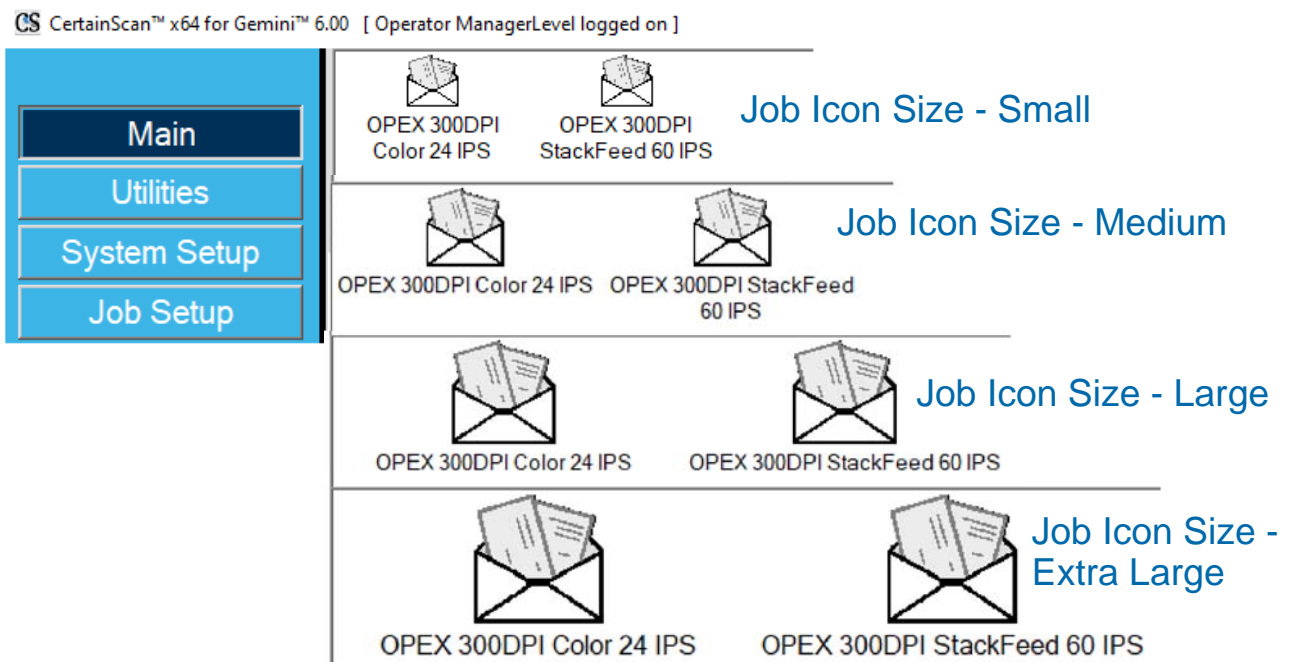 CS CertainScan™ x64 for Gemini™ 6.00 [ Operator ManagerLevel logged on ]
Main
Utilities
System Setup
Job Setup
OPEX 300DPI
Color 24 IPS
OPEX 300DPI
StackFeed 60 IPS
Job Icon Size - Small
OPEX 300DPI Color 24 IPS
OPEX 300DPI StackFeed
60 IPS
Job Icon Size - Medium
OPEX 300DPI Color 24 IPS
OPEX 300DPI StackFeed 60 IPS
Job Icon Size - Large
OPEX 300DPI Color 24 IPS
OPEX 300DPI StackFeed 60 IPS
Job Icon Size -
Extra Large